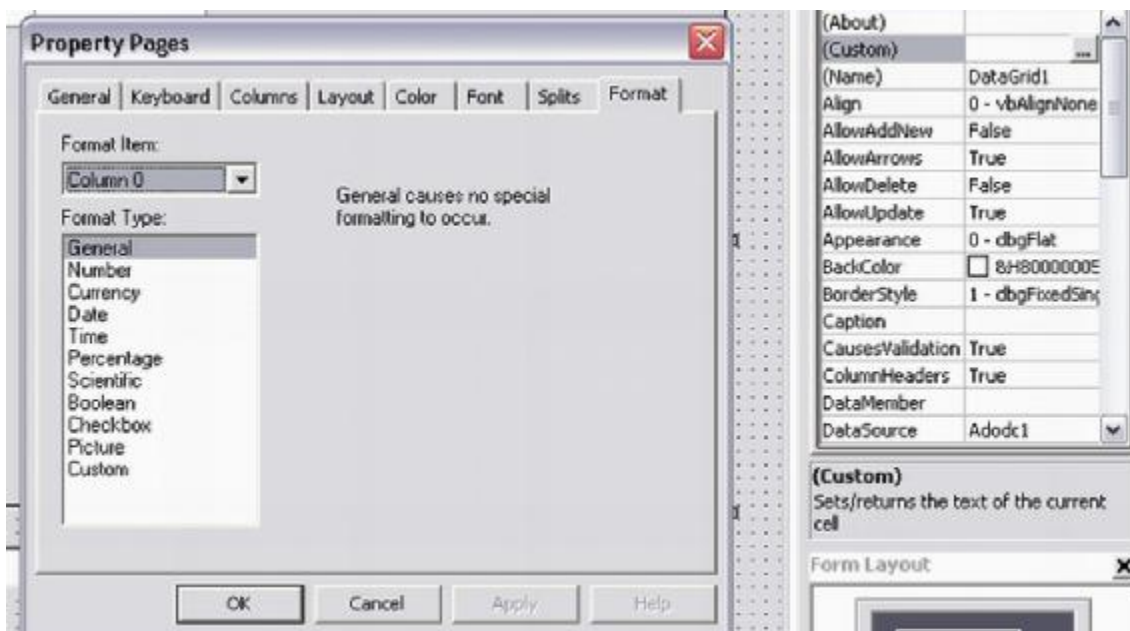 Property Pages
General Keyboard Columns Layout Color Font Splits Format
Format Item:
Column 0
Format Type:
General
Number
Currency
Date
Time
Percentage
Scientific
Boolean
Checkbox
Picture
Custom
General causes no special
formatting to occur.
OK Cancel Apply Help
(About)
(Custom) ...
(Name) DataGrid1
Align 0 - vbAlignNone
AllowAddNew False
AllowArrows True
AllowDelete False
AllowUpdate True
Appearance 0 - dbgFlat
BackColor &H80000005
BorderStyle 1 - dbgFixedSing
Caption
CausesValidation True
ColumnHeaders True
DataMember
DataSource Adodc1
(Custom)
Sets/returns the text of the current
cell
Form Layout